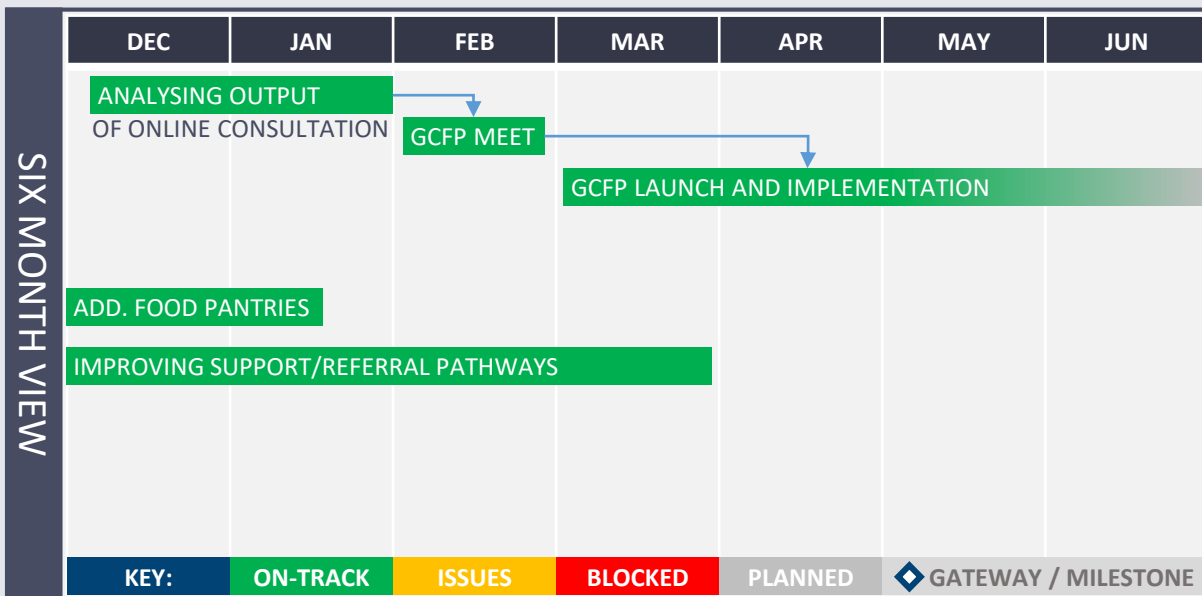 SIX MONTH VIEW
DEC JAN FEB MAR APR MAY JUN
ANALYSING OUTPUT
OF ONLINE CONSULTATION
GCFP MEET
GCFP LAUNCH AND IMPLEMENTATION
ADD. FOOD PANTRIES
IMPROVING SUPPORT/REFERRAL PATHWAYS
KEY: ON-TRACK ISSUES BLOCKED PLANNED GATEWAY / MILESTONE